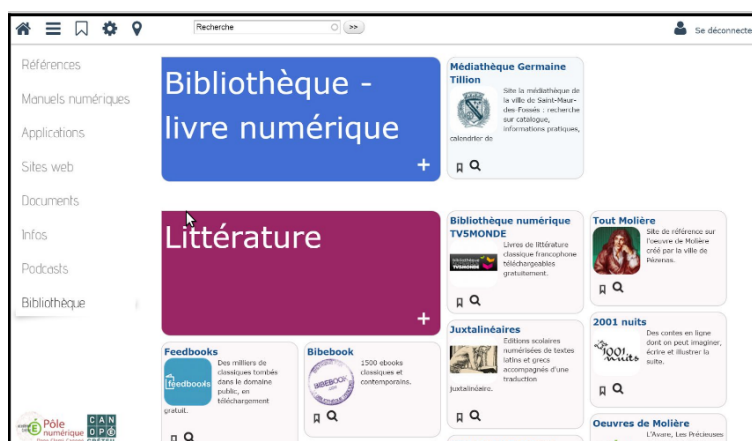 Recherche
>>
Se déconnecte
Références
Manuels numériques
Applications
Sites web
Documents
Infos
Podcasts
Bibliothèque
Pôle
numérique
CAN
OPÉ
CRÉTEIL
Bibliothèque -
livre numérique
+
Médiathèque Germaine
Tillion
Site la médiathèque de
la ville de Saint-Maur-
des-Fossés : recherche
sur catalogue,
informations pratiques,
calendrier de
Littérature
+
Bibliothèque numérique
TV5MONDE
Livres de littérature
classique francophone
téléchargeables
gratuitement.
Tout Molière
Site de référence sur
l'oeuvre de Molière
créé par la ville de
Pézenas.
Feedbooks
feedbooks
Des milliers de
classiques tombés
dans le domaine
public, en
téléchargement
gratuit.
Bibebook
BIBEBOOK
1500 ebooks
classiques et
contemporains.
Juxtalinéaires
Editions scolaires
numérisées de textes
latins et grecs
accompagnés d'une
traduction
juxtalinéaire.
2001 nuits
1001
nuits
Des contes en ligne
dont on peut imaginer,
écrire et illustrer la
suite.
Oeuvres de Molière
L'Avare, Les Précieuses